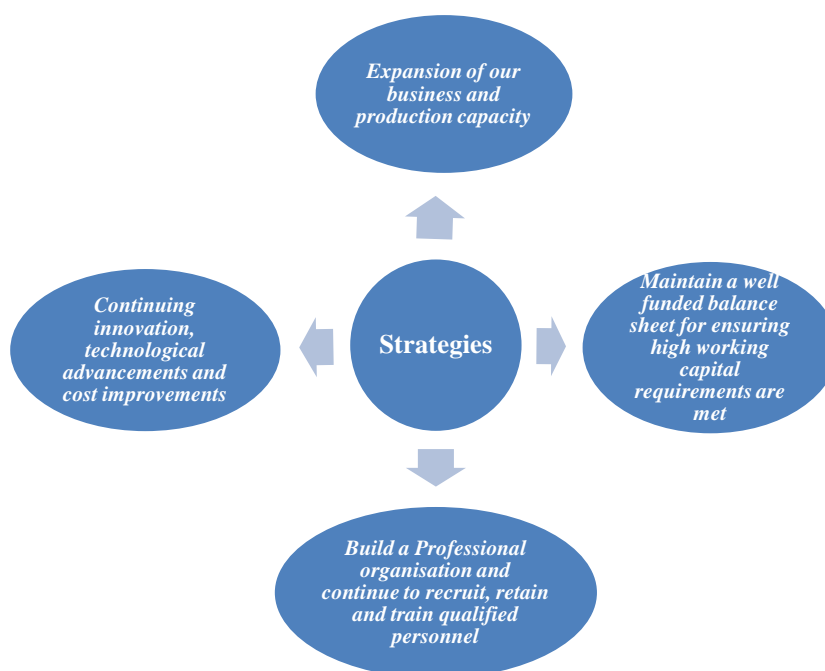 Expansion of our
business and
production capacity
Continuing
innovation,
technological
advancements and
cost improvements
Strategies
Maintain a well
funded balance
sheet for ensuring
high working
capital
requirements are
met
Build a Professional
organisation and
continue to recruit, retain
and train qualified
personnel